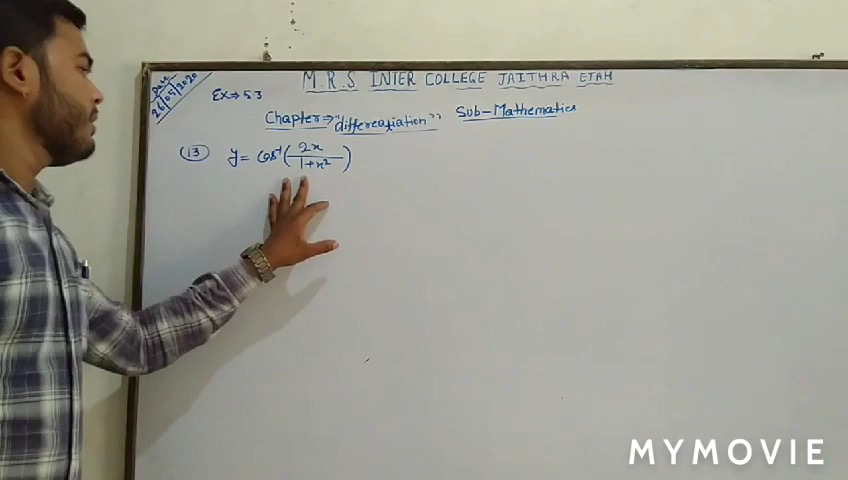 Date
26/05/2020
M.R.S INTER COLLEGE JAITHRA ETAH
Ex⇒5.3
Chapter⇒"differeatiation" Sub-Mathematics
(13) y = cos⁻¹(2x/(1+x²))
MYMOVIE